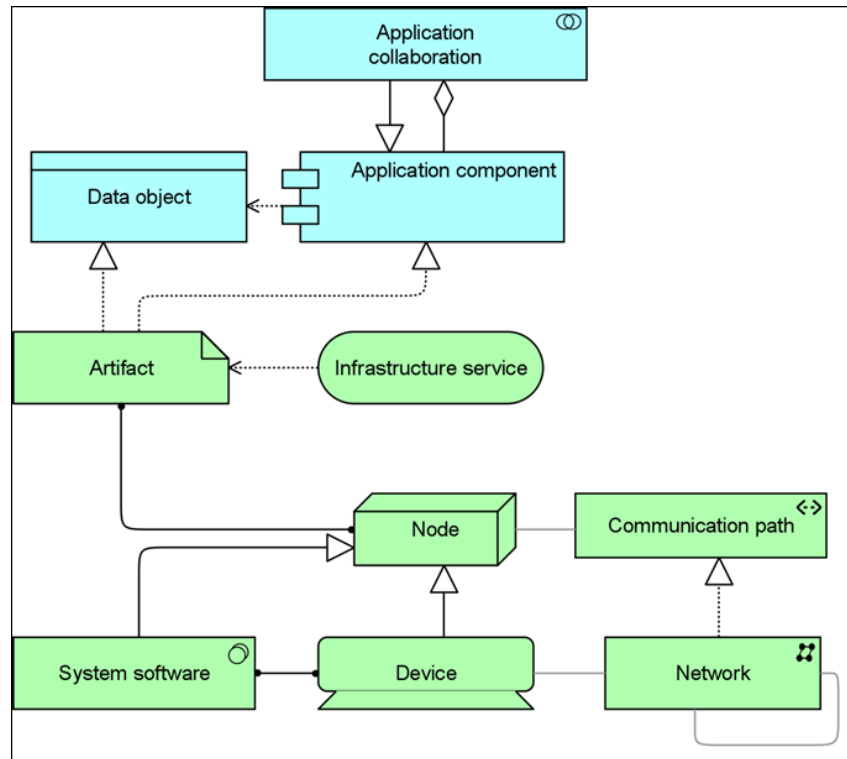 Application
collaboration
Application component
Data object
Artifact
Infrastructure service
Node
Communication path
System software
Device
Network